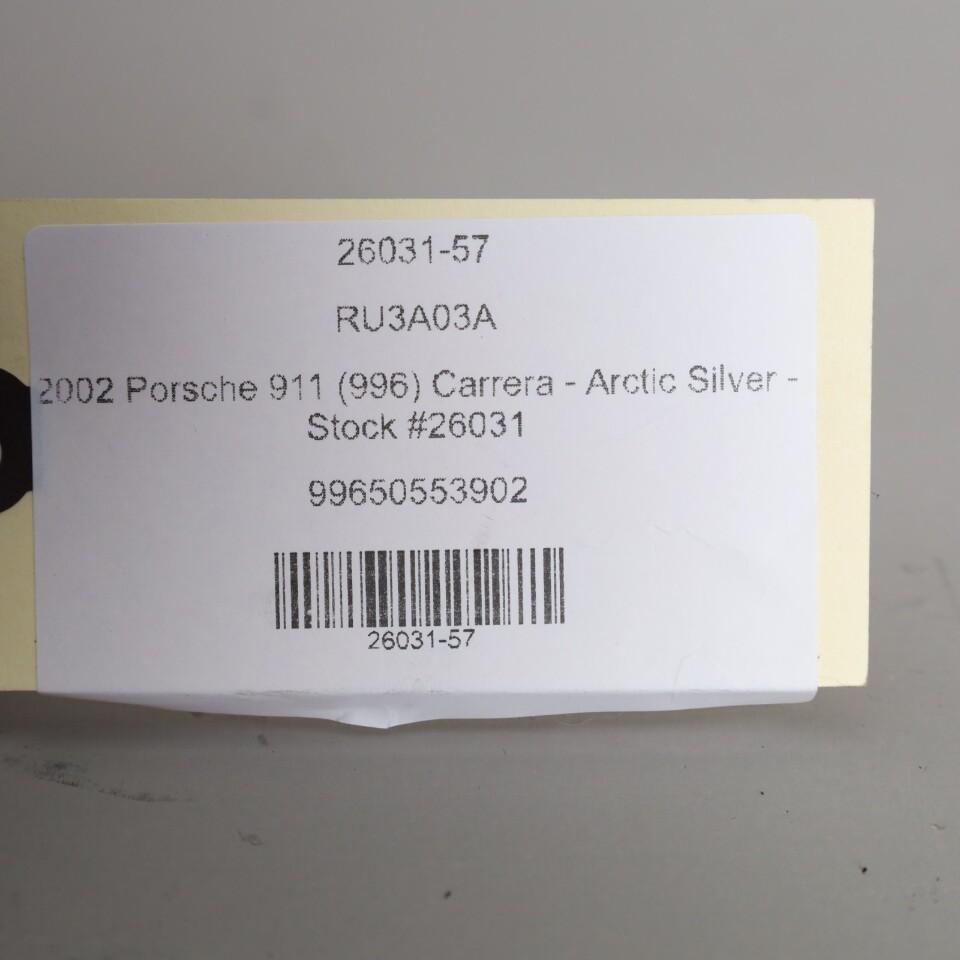 26031-57
RU3A03A
2002 Porsche 911 (996) Carrera - Arctic Silver -
Stock #26031
99650553902
26031-57